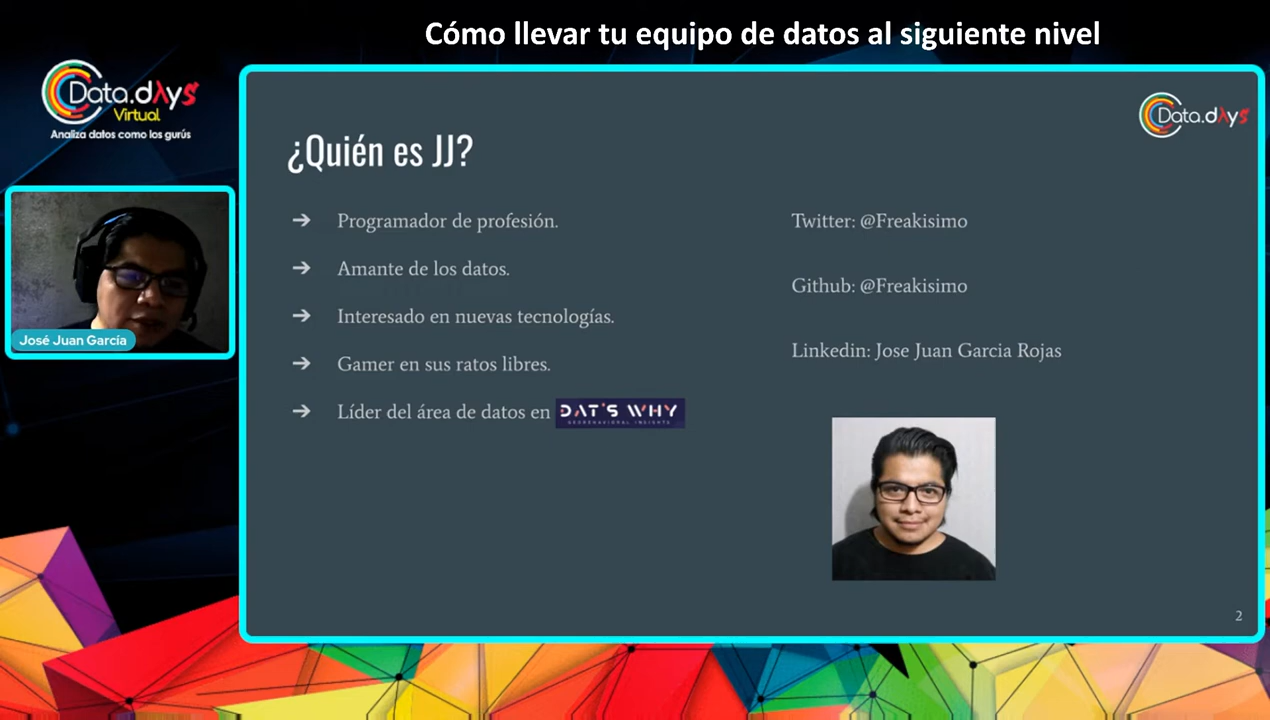 Cómo llevar tu equipo de datos al siguiente nivel
Data.dAys
Virtual
Analiza datos como los gurús
José Juan García
Data.dAys
¿Quién es JJ?
➔ Programador de profesión.
➔ Amante de los datos.
➔ Interesado en nuevas tecnologías.
➔ Gamer en sus ratos libres.
➔ Líder del área de datos en DAT'S WHY
GEOBEHAVIORAL INSIGHTS
Twitter: @Freakisimo
Github: @Freakisimo
Linkedin: Jose Juan Garcia Rojas
2